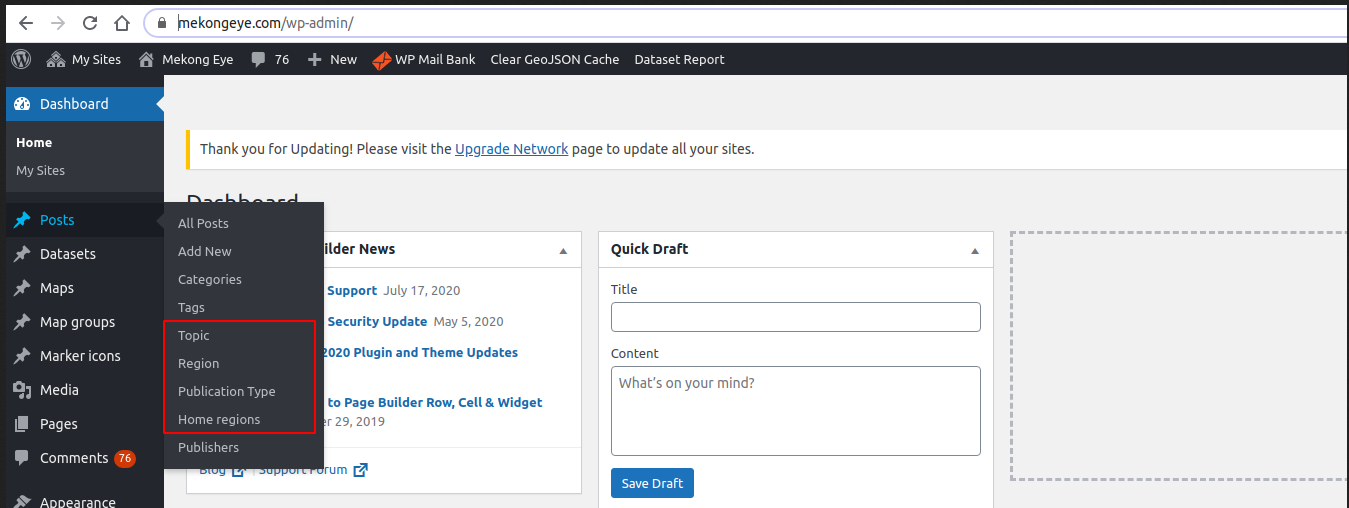 mekongeye.com/wp-admin/
My Sites Mekong Eye 76 New WP Mail Bank Clear GeoJSON Cache Dataset Report
Dashboard
Home
My Sites
Posts
Datasets
Maps
Map groups
Marker icons
Media
Pages
Comments 76
Appearance
All Posts
Add New
Categories
Tags
Topic
Region
Publication Type
Home regions
Publishers
Thank you for Updating! Please visit the Upgrade Network page to update all your sites.
Dashboard
ilder News
Support July 17, 2020
Security Update May 5, 2020
2020 Plugin and Theme Updates
to Page Builder Row, Cell & Widget
er 29, 2019
Blog Support Forum
Quick Draft
Title
Content
What's on your mind?
Save Draft